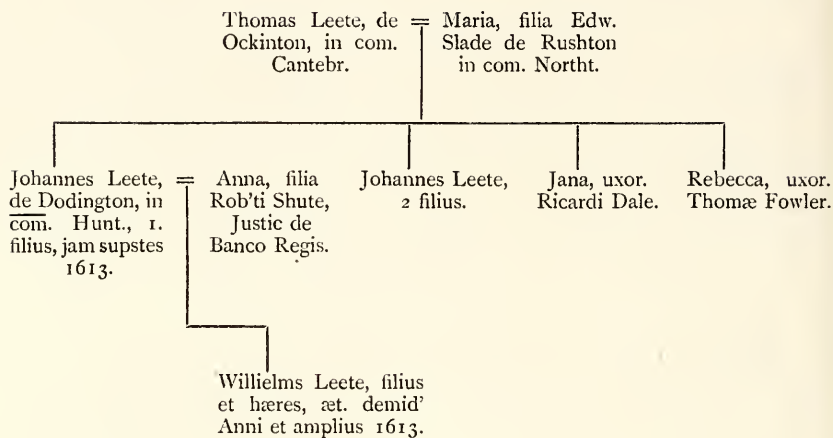 Thomas Leete, de = Maria, filia Edw.
Ockinton, in com. Slade de Rushton
Cantebr. in com. Northt.
Johannes Leete, =
de Dodington, in
com. Hunt., 1.
filius, jam supstes
1613.
Anna, filia
Rob'ti Shute,
Justic de
Banco Regis.
Johannes Leete,
2 filius.
Jana, uxor.
Ricardi Dale.
Rebecca, uxor.
Thomæ Fowler.
Willielms Leete, filius
et hæres, æt. demid'
Anni et amplius 1613.